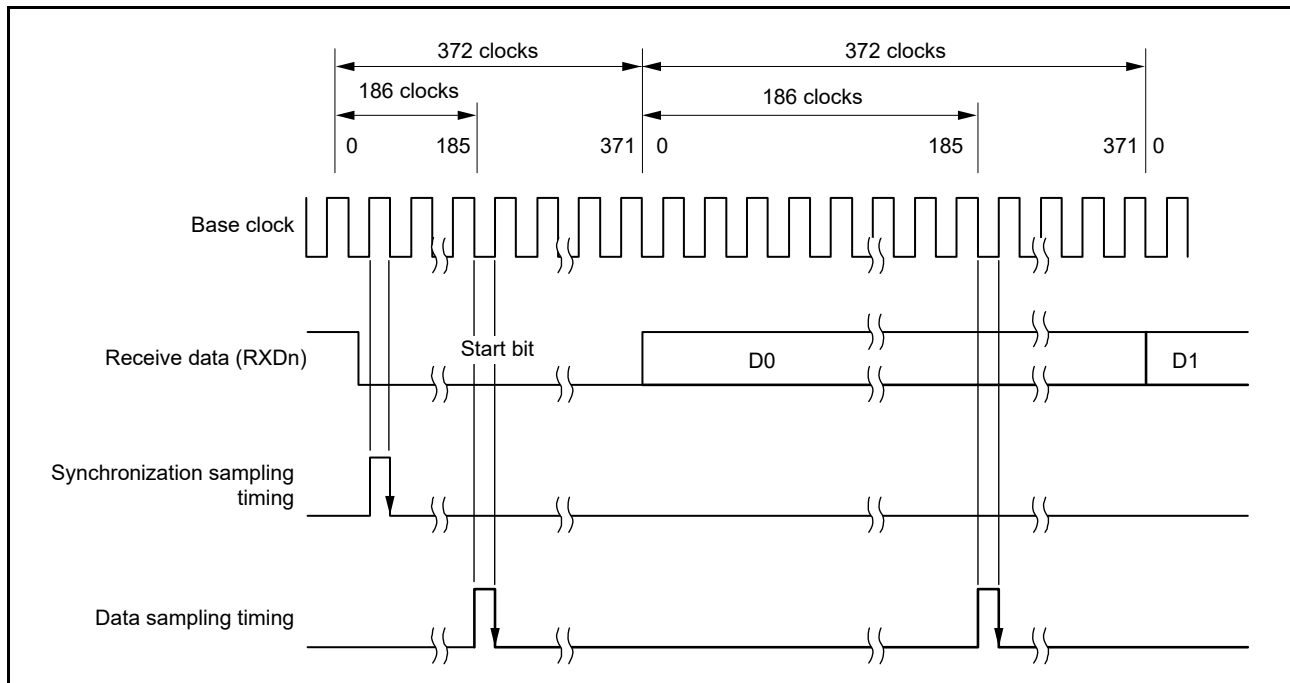 372 clocks
372 clocks
186 clocks
186 clocks
0
185
371
0
185
371
0
Base clock
Receive data (RXDn)
Start bit
D0
D1
Synchronization sampling
timing
Data sampling timing